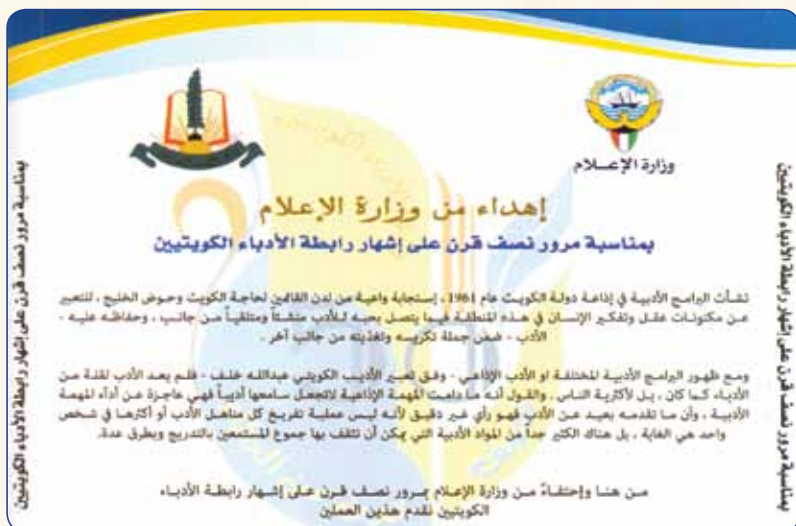 وزارة الإعـــلام
إهداء من وزارة الإعلام
بمناسبة مرور نصف قرن على إشهار رابطة الأدباء الكويتيين
نشأت البرامج الأدبية في إذاعة دولة الكويت عام 1961 ، إستجابة واعية من لدن القائمين لحاجة الكويت وحوض الخليج ، للتعبير
عن مكنونات عقل وتفكير الإنسان في هذه المنطقة فيما يتصل بحبه للأدب منشئاً ومتلقياً من جانب ، وحفاظه عليه -
الأدب - ضمن جملة تكريسه وتغذيته من جانب آخر .
ومع ظهور البرامج الأدبية المختلفة او الأدب الإذاعي - وفق تعبير الأديب الكويتي عبدالله خلف - فلم يعد الأدب لقلة من
الأدباء كما كان ، بل لأكثرية الناس ، والقول أنه ما دامت المهمة الإذاعية لاتجعل سامعها أديباً فهي عاجزة عن أداء المهمة
الأدبية ، وأن ما تقدمه بعيد عن الأدب فهو رأي غير دقيق لأنه ليس عملية تفريغ كل مناهل الأدب أو أكثرها في شخص
واحد هي الغاية ، بل هناك الكثير جداً من المواد الأدبية التي يمكن أن تثقف بها جموع المستمعين بالتدريج وبطرق عدة.
من هنا وإحتفاءً من وزارة الإعلام بمرور نصف قرن على إشهار رابطة الأدباء
الكويتيين نقدم هذين العملين
بمناسبة مرور نصف قرن على إشهار رابطة الأدباء الكويتيين
بمناسبة مرور نصف قرن على إشهار رابطة الأدباء الكويتيين